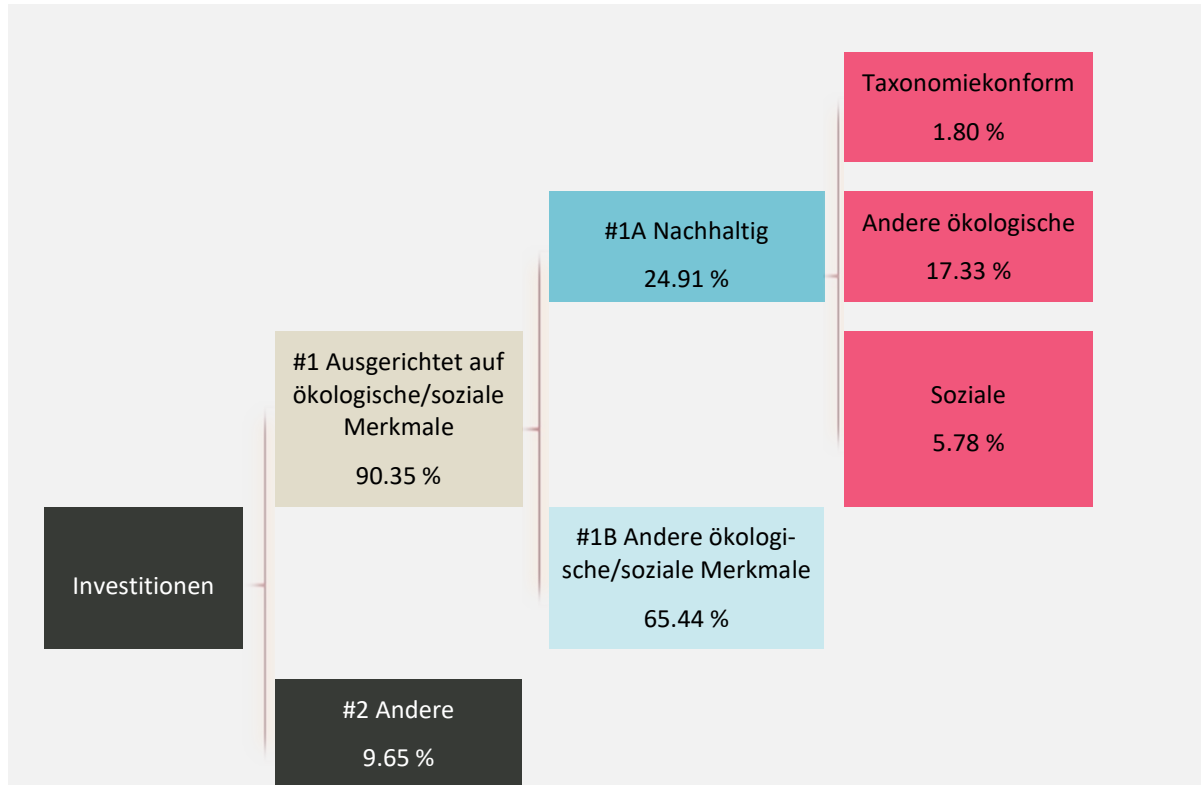 Taxonomiekonform
1.80 %
#1A Nachhaltig
24.91 %
Andere ökologische
17.33 %
#1 Ausgerichtet auf
ökologische/soziale
Merkmale
90.35 %
Soziale
5.78 %
Investitionen
#1B Andere ökologi-
sche/soziale Merkmale
65.44 %
#2 Andere
9.65 %